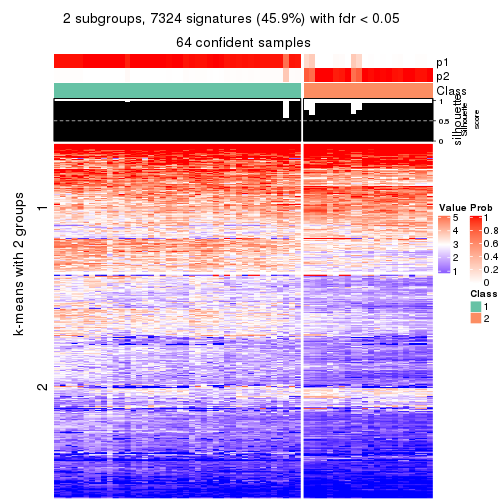 2 subgroups, 7324 signatures (45.9%) with fdr < 0.05
64 confident samples
p1
p2
Class
1
0.5
0
silhouette
Silhouette
score
k-means with 2 groups
1
2
Value
5
4
3
2
1
Prob
1
0.8
0.6
0.4
0.2
0
Class
1
2